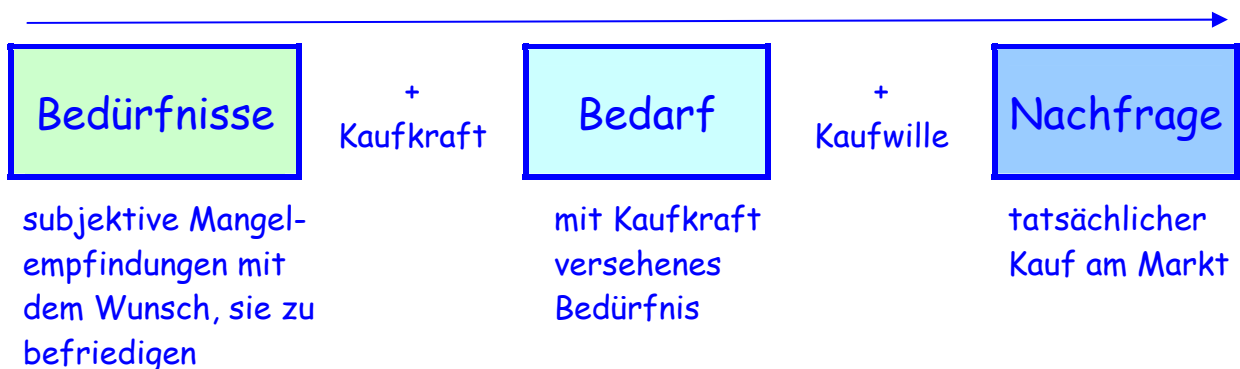 Bedürfnisse
+
Kaufkraft
Bedarf
+
Kaufwille
Nachfrage
subjektive Mangel-
empfindungen mit
dem Wunsch, sie zu
befriedigen
mit Kaufkraft
versehenes
Bedürfnis
tatsächlicher
Kauf am Markt